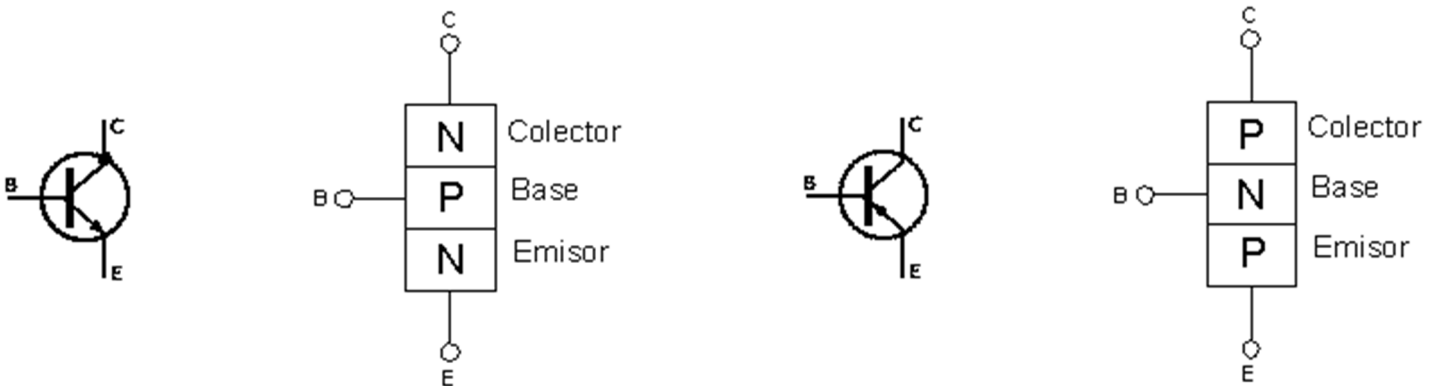 C
B
E
C
N Colector
B P Base
N Emisor
E
C
B
E
C
P Colector
B N Base
P Emisor
E